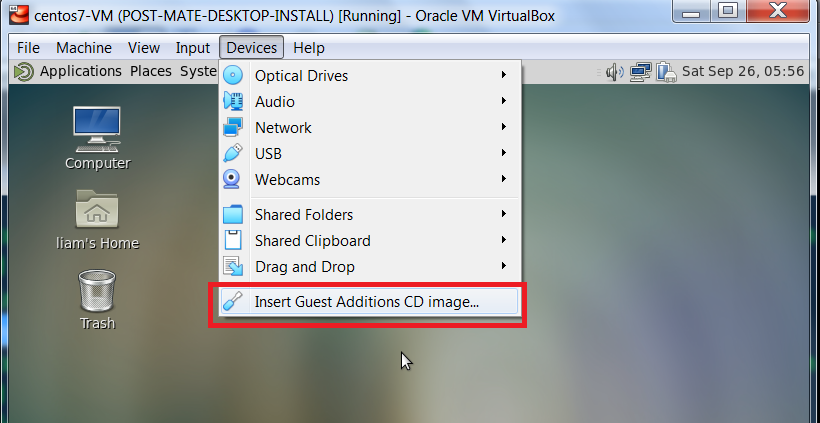 centos7-VM (POST-MATE-DESKTOP-INSTALL) [Running] - Oracle VM VirtualBox
File Machine View Input Devices Help
Applications Places Syste Sat Sep 26, 05:56
Optical Drives
Audio
Network
USB
Webcams
Shared Folders
Shared Clipboard
Drag and Drop
Insert Guest Additions CD image...
Computer
liam's Home
Trash